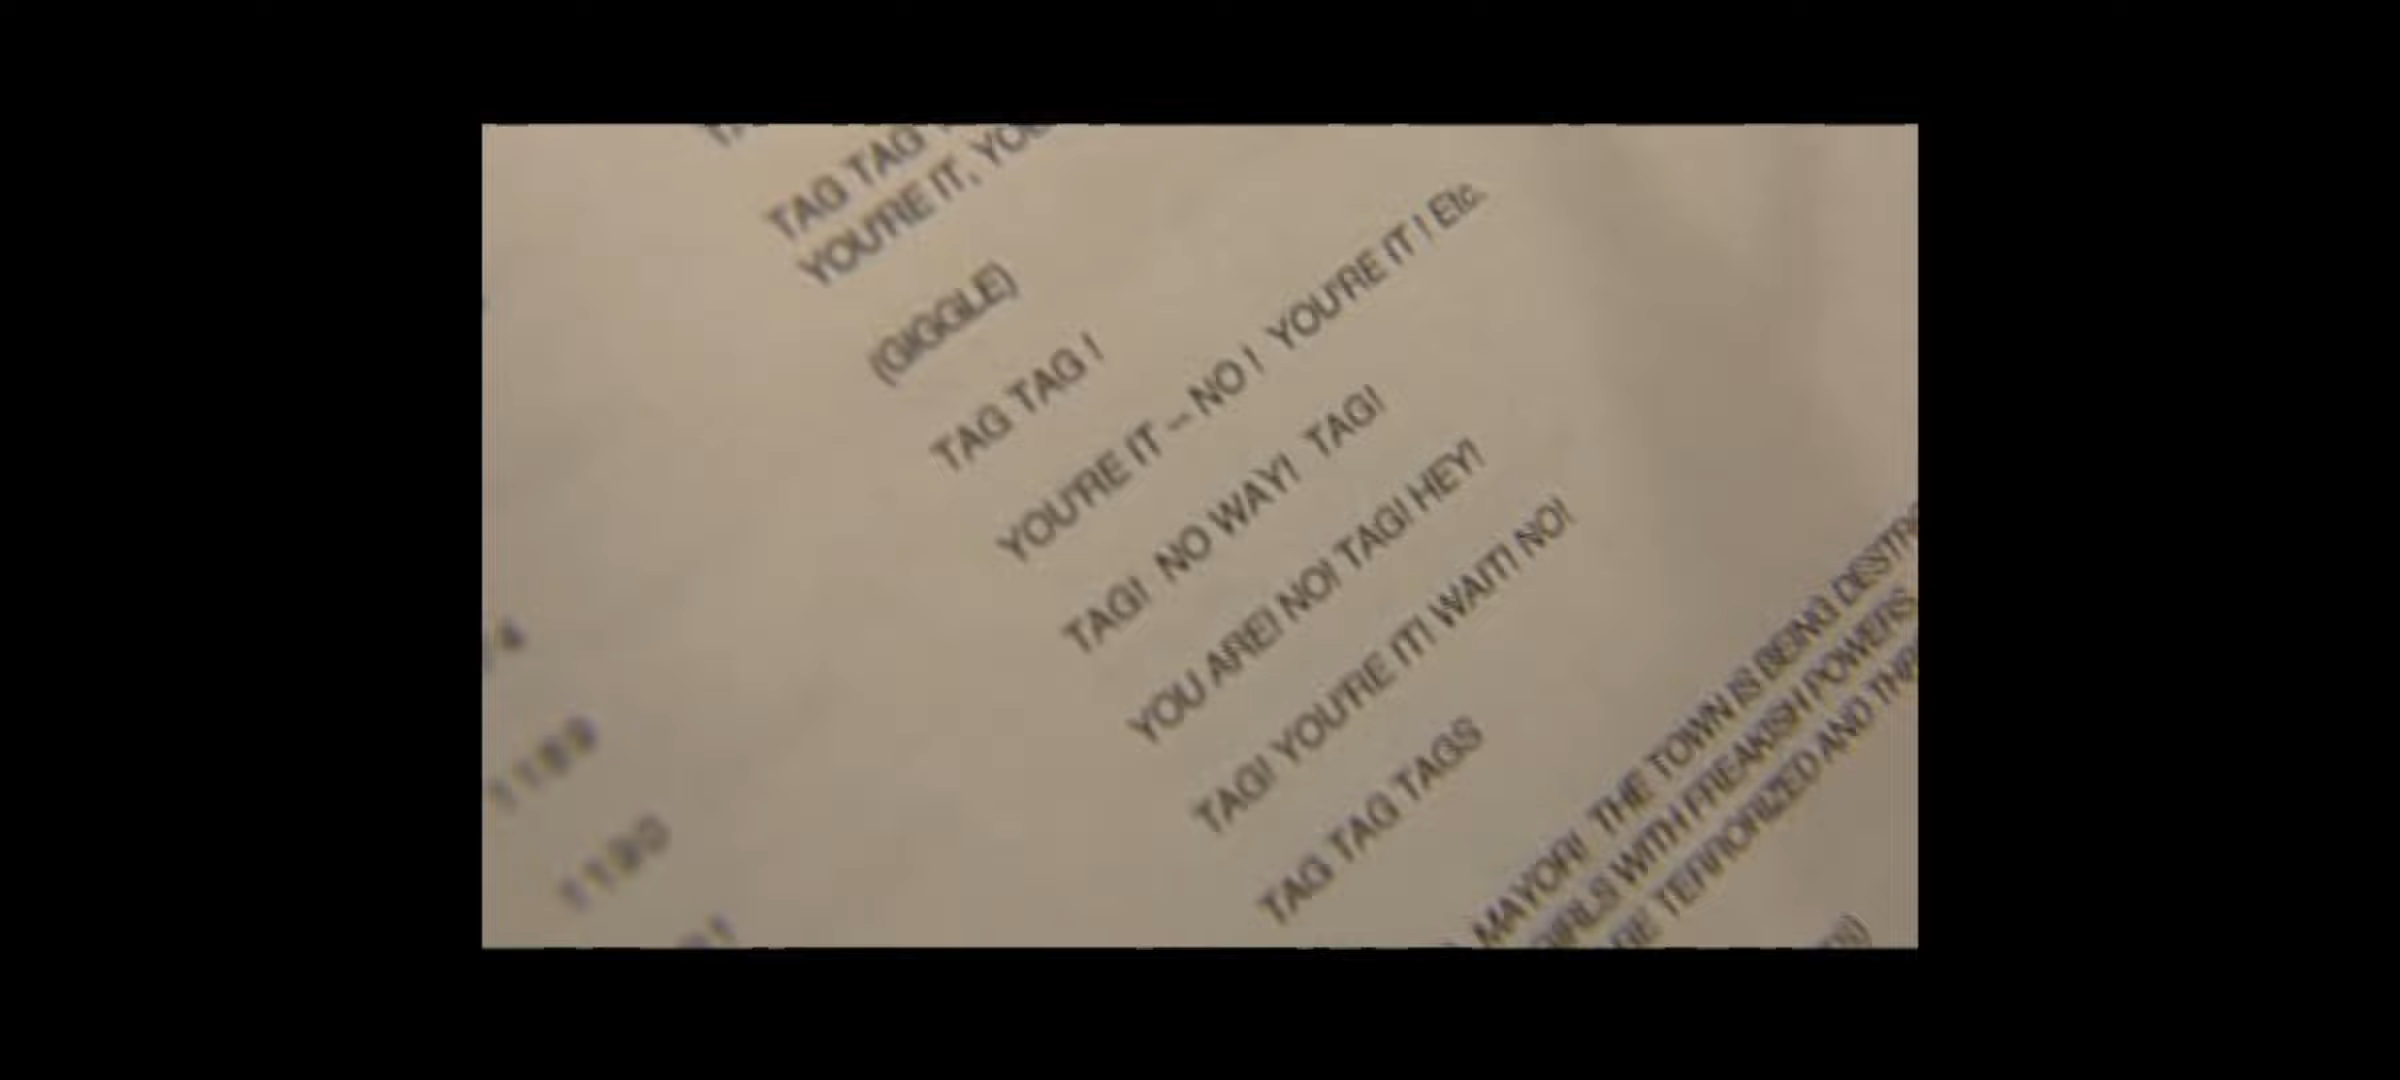 TAG TAG
YOU'RE IT,
(GIGGLE)
TAG TAG !
YOU'RE IT -- NO ! YOU'RE IT ! Etc.
TAG! NO WAY! TAG!
YOU ARE! NO! TAG! HEY!
TAG! YOU'RE IT! WAIT! NO!
TAG TAG TAGS
1189
1190
MAYOR! THE TOWN IS BEING
WITH FREAKISH POWERS
TERRORIZED AND